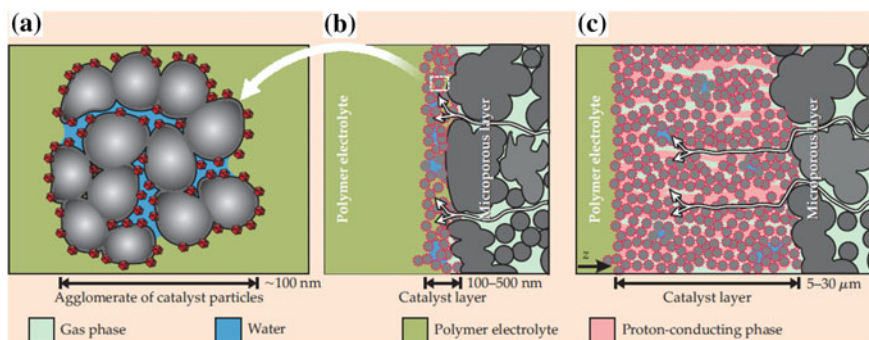 (a)
(b)
(c)
Polymer electrolyte
Microporous layer
Polymer electrolyte
Microporous layer
z
~100 nm
Agglomerate of catalyst particles
100–500 nm
Catalyst layer
5–30 μm
Catalyst layer
Gas phase
Water
Polymer electrolyte
Proton-conducting phase